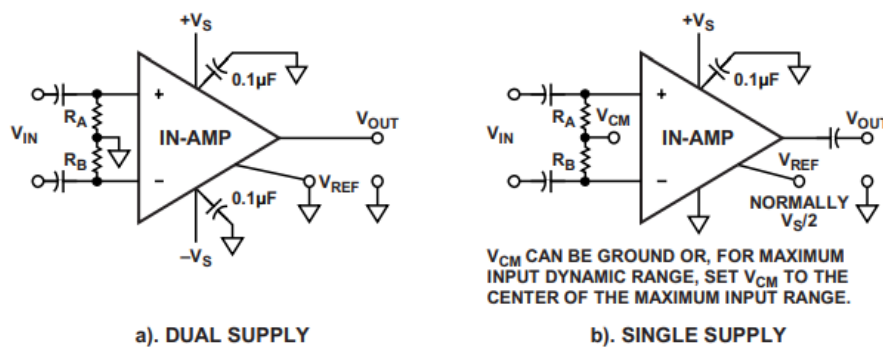 +VS
0.1µF
+
RA
VIN
IN-AMP
VOUT
RB
VREF
−
0.1µF
–VS
a). DUAL SUPPLY
+VS
0.1µF
+
RA
VCM
VIN
IN-AMP
VOUT
RB
VREF
−
NORMALLY
VS/2
VCM CAN BE GROUND OR, FOR MAXIMUM
INPUT DYNAMIC RANGE, SET VCM TO THE
CENTER OF THE MAXIMUM INPUT RANGE.
b). SINGLE SUPPLY